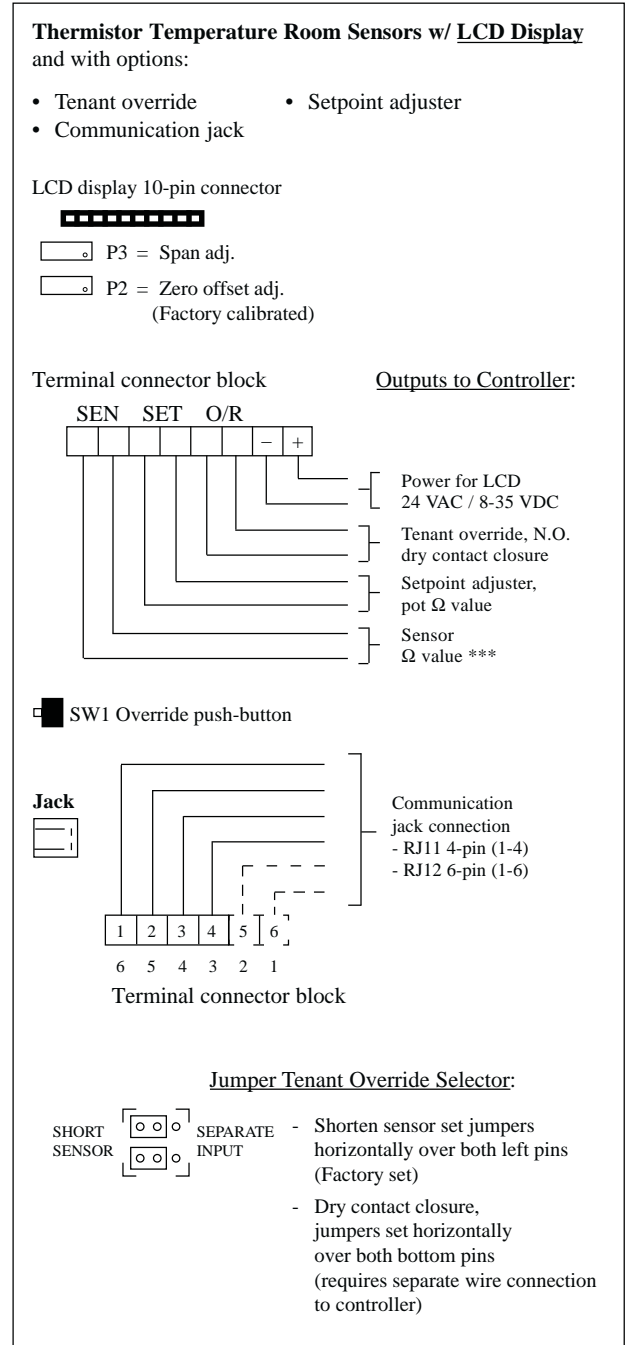 Thermistor Temperature Room Sensors w/ LCD Display
and with options:
• Tenant override • Setpoint adjuster
• Communication jack
LCD display 10-pin connector
P3 = Span adj.
P2 = Zero offset adj.
(Factory calibrated)
Terminal connector block Outputs to Controller:
SEN SET O/R
− +
Power for LCD
24 VAC / 8-35 VDC
Tenant override, N.O.
dry contact closure
Setpoint adjuster,
pot Ω value
Sensor
Ω value ***
SW1 Override push-button
Jack
Communication
jack connection
- RJ11 4-pin (1-4)
- RJ12 6-pin (1-6)
1 2 3 4 5 6
6 5 4 3 2 1
Terminal connector block
Jumper Tenant Override Selector:
SHORT
SENSOR
SEPARATE
INPUT
- Shorten sensor set jumpers
horizontally over both left pins
(Factory set)
- Dry contact closure,
jumpers set horizontally
over both bottom pins
(requires separate wire connection
to controller)